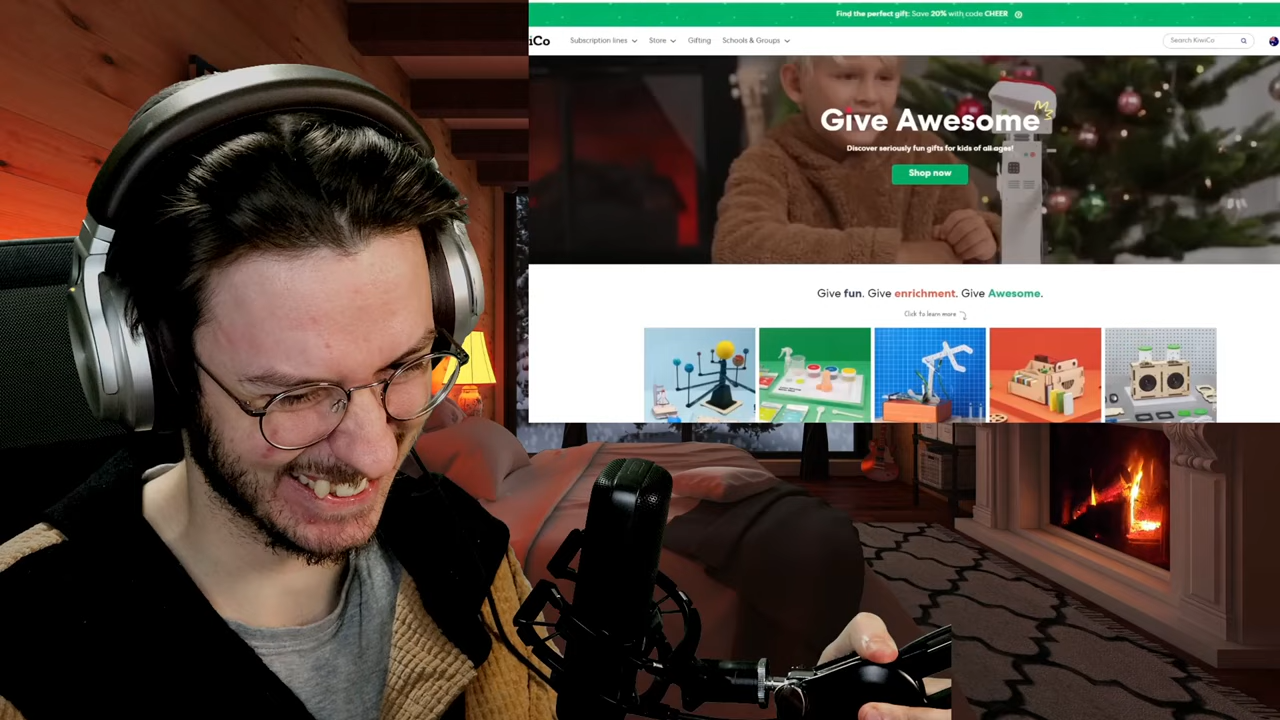 Find the perfect gift: Save 20% with code CHEER
iCo
Subscription lines
Store
Gifting
Schools & Groups
Search KiwiCo
Give Awesome
Discover seriously fun gifts for kids of all ages!
Shop now
Give fun. Give enrichment. Give Awesome.
Click to learn more